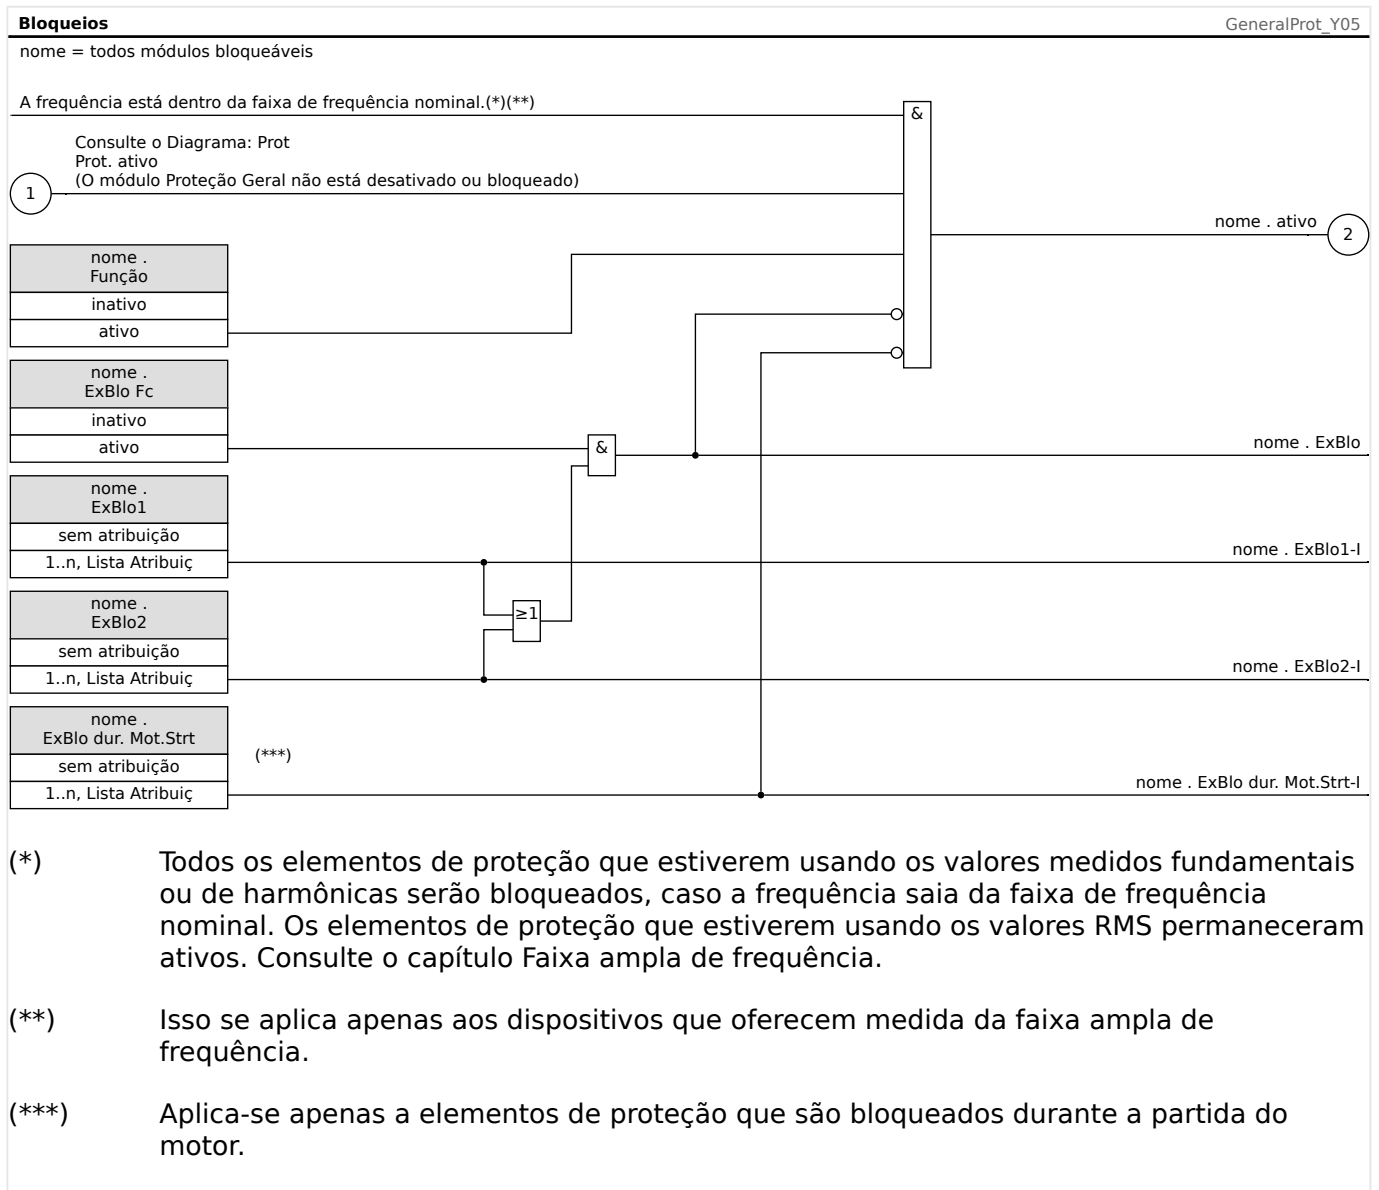 Bloqueios
GeneralProt_Y05
nome = todos módulos bloqueáveis
A frequência está dentro da faixa de frequência nominal.(*)(**)
&
Consulte o Diagrama: Prot
Prot. ativo
(O módulo Proteção Geral não está desativado ou bloqueado)
1
nome . ativo
2
nome .
Função
inativo
ativo
nome .
ExBlo Fc
inativo
ativo
&
nome . ExBlo
nome .
ExBlo1
sem atribuição
1..n, Lista Atribuiç
nome . ExBlo1-I
nome .
ExBlo2
≥1
sem atribuição
1..n, Lista Atribuiç
nome . ExBlo2-I
nome .
ExBlo dur. Mot.Strt
(***)
sem atribuição
1..n, Lista Atribuiç
nome . ExBlo dur. Mot.Strt-I
(*) Todos os elementos de proteção que estiverem usando os valores medidos fundamentais
ou de harmônicas serão bloqueados, caso a frequência saia da faixa de frequência
nominal. Os elementos de proteção que estiverem usando os valores RMS permaneceram
ativos. Consulte o capítulo Faixa ampla de frequência.
(**) Isso se aplica apenas aos dispositivos que oferecem medida da faixa ampla de
frequência.
(***) Aplica-se apenas a elementos de proteção que são bloqueados durante a partida do
motor.